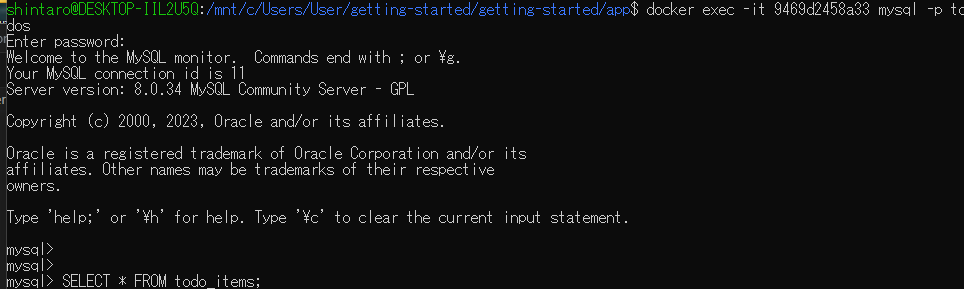 shintaro@DESKTOP-IIL2U5Q:/mnt/c/Users/User/getting-started/getting-started/app$ docker exec -it 9469d2458a33 mysql -p to
dos
Enter password:
Welcome to the MySQL monitor.  Commands end with ; or ¥g.
Your MySQL connection id is 11
Server version: 8.0.34 MySQL Community Server - GPL

Copyright (c) 2000, 2023, Oracle and/or its affiliates.

Oracle is a registered trademark of Oracle Corporation and/or its
affiliates. Other names may be trademarks of their respective
owners.

Type 'help;' or '¥h' for help. Type '¥c' to clear the current input statement.

mysql>
mysql>
mysql> SELECT * FROM todo_items;